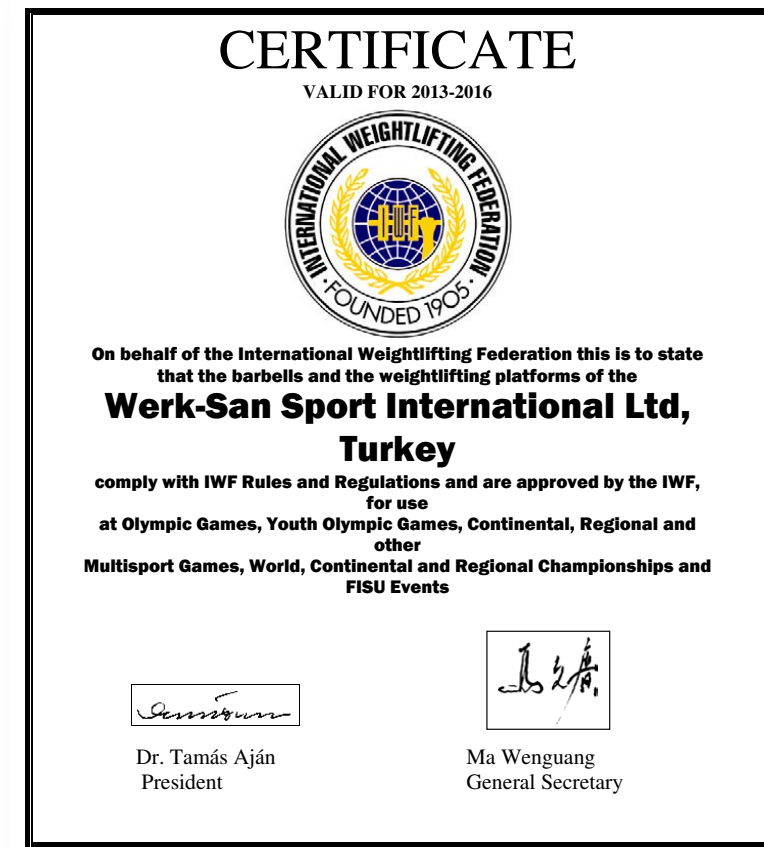 CERTIFICATE
VALID FOR 2013-2016
INTERNATIONAL WEIGHTLIFTING FEDERATION
IWF
· FOUNDED 1905 ·
On behalf of the International Weightlifting Federation this is to state
that the barbells and the weightlifting platforms of the
Werk-San Sport International Ltd,
Turkey
comply with IWF Rules and Regulations and are approved by the IWF,
for use
at Olympic Games, Youth Olympic Games, Continental, Regional and
other
Multisport Games, World, Continental and Regional Championships and
FISU Events
马文广
Dr. Tamás Aján
Ma Wenguang
President
General Secretary